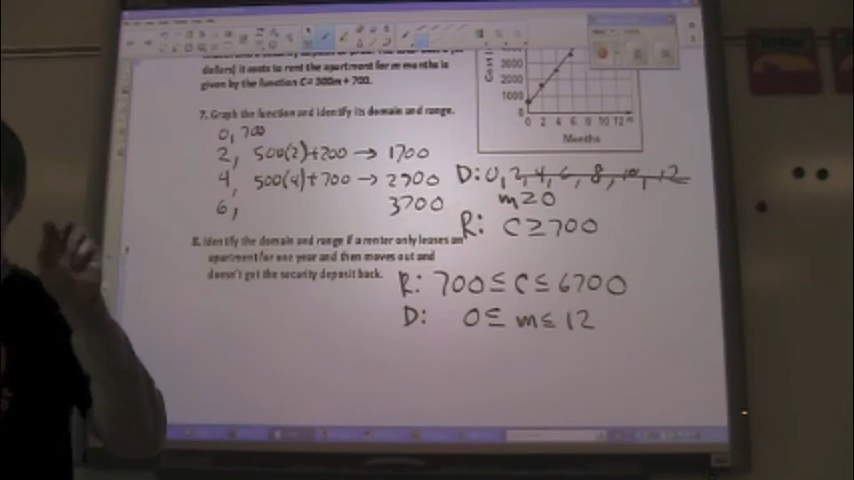 dollars) it costs to rent the apartment for m months is
given by the function C= 500m + 700.
7. Graph the function and identify its domain and range.
0, 700
2, 500(2)+700 → 1700
4, 500(4)+700 → 2700
6, 3700
Cost
3000
2000
1000
0
0 2 4 6 8 10 12 m
Months
D: 0, 2, 4, 6, 8, 10, 12
m≥0
R: C≥700
8. Identify the domain and range if a renter only leases an
apartment for one year and then moves out and
doesn't get the security deposit back.
R: 700≤C≤6700
D: 0≤m≤12